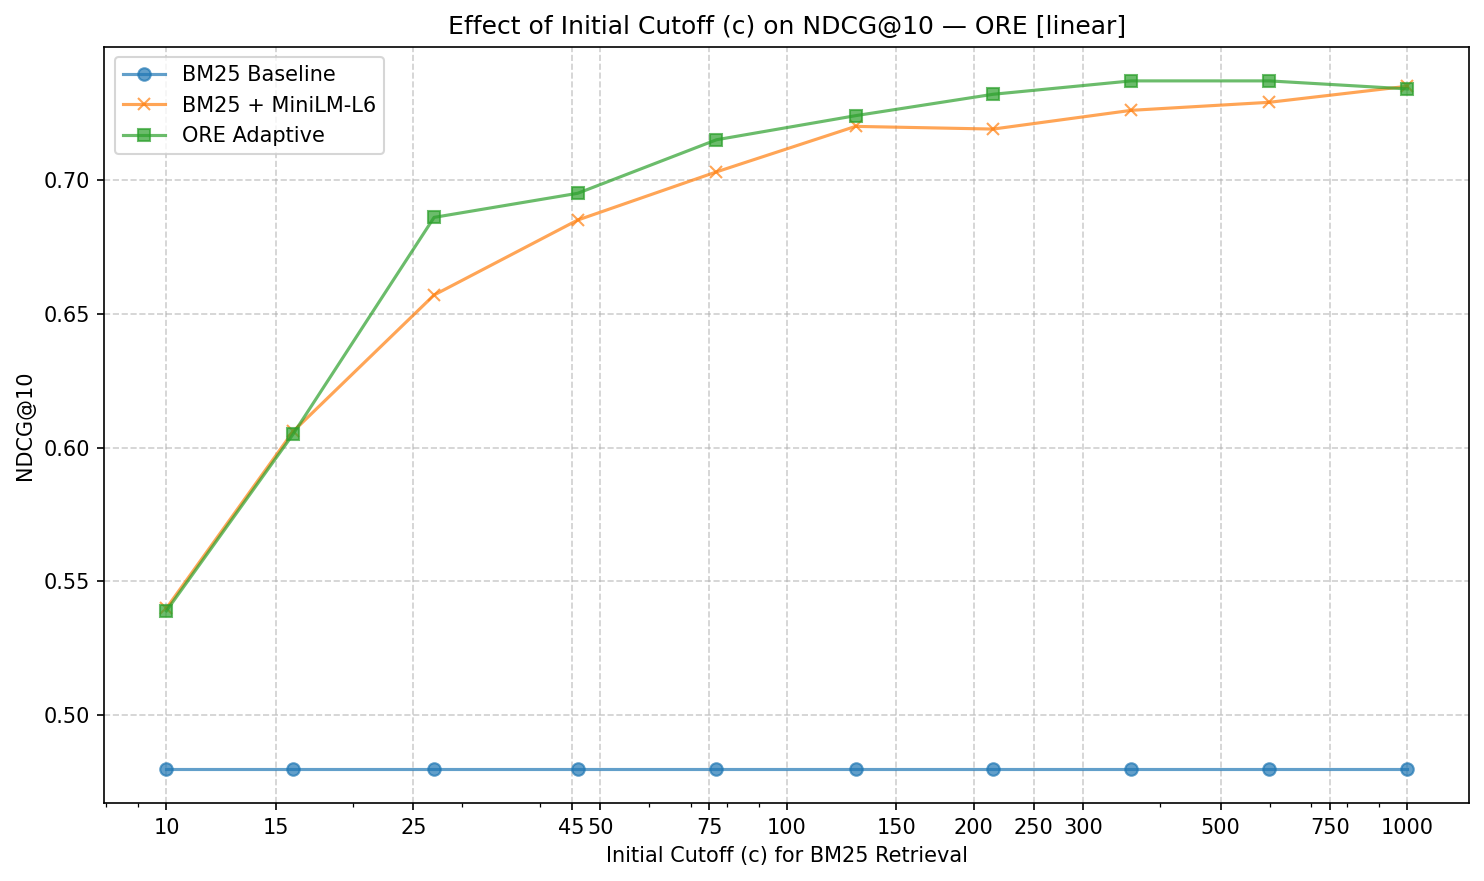 Effect of Initial Cutoff (c) on NDCG@10 — ORE [linear]
BM25 Baseline
BM25 + MiniLM-L6
ORE Adaptive
NDCG@10
0.70
0.65
0.60
0.55
0.50
10 15 25 45 50 75 100 150 200 250 300 500 750 1000
Initial Cutoff (c) for BM25 Retrieval